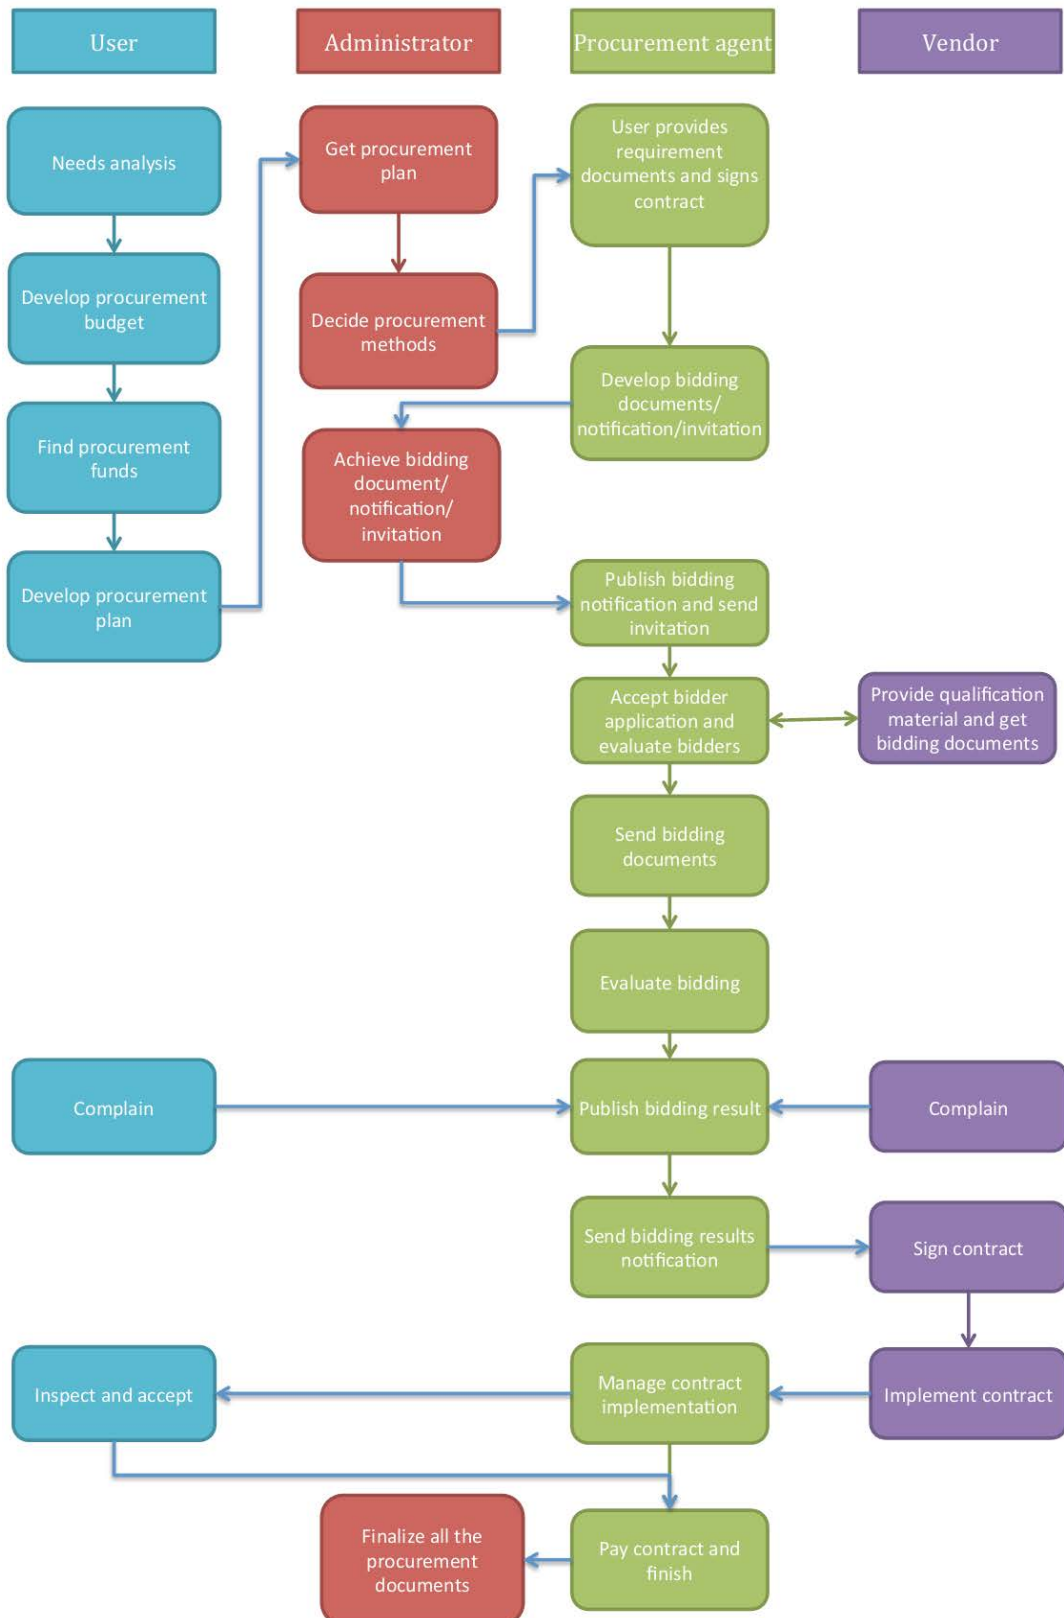 User
Administrator
Procurement agent
Vendor
Needs analysis
Develop procurement
budget
Find procurement
funds
Develop procurement
plan
Get procurement
plan
Decide procurement
methods
User provides
requirement
documents and signs
contract
Develop bidding
documents/
notification/invitation
Achieve bidding
document/
notification/
invitation
Publish bidding
notification and send
invitation
Accept bidder
application and
evaluate bidders
Provide qualification
material and get
bidding documents
Send bidding
documents
Evaluate bidding
Complain
Publish bidding result
Complain
Send bidding results
notification
Sign contract
Inspect and accept
Manage contract
implementation
Implement contract
Finalize all the
procurement
documents
Pay contract and
finish